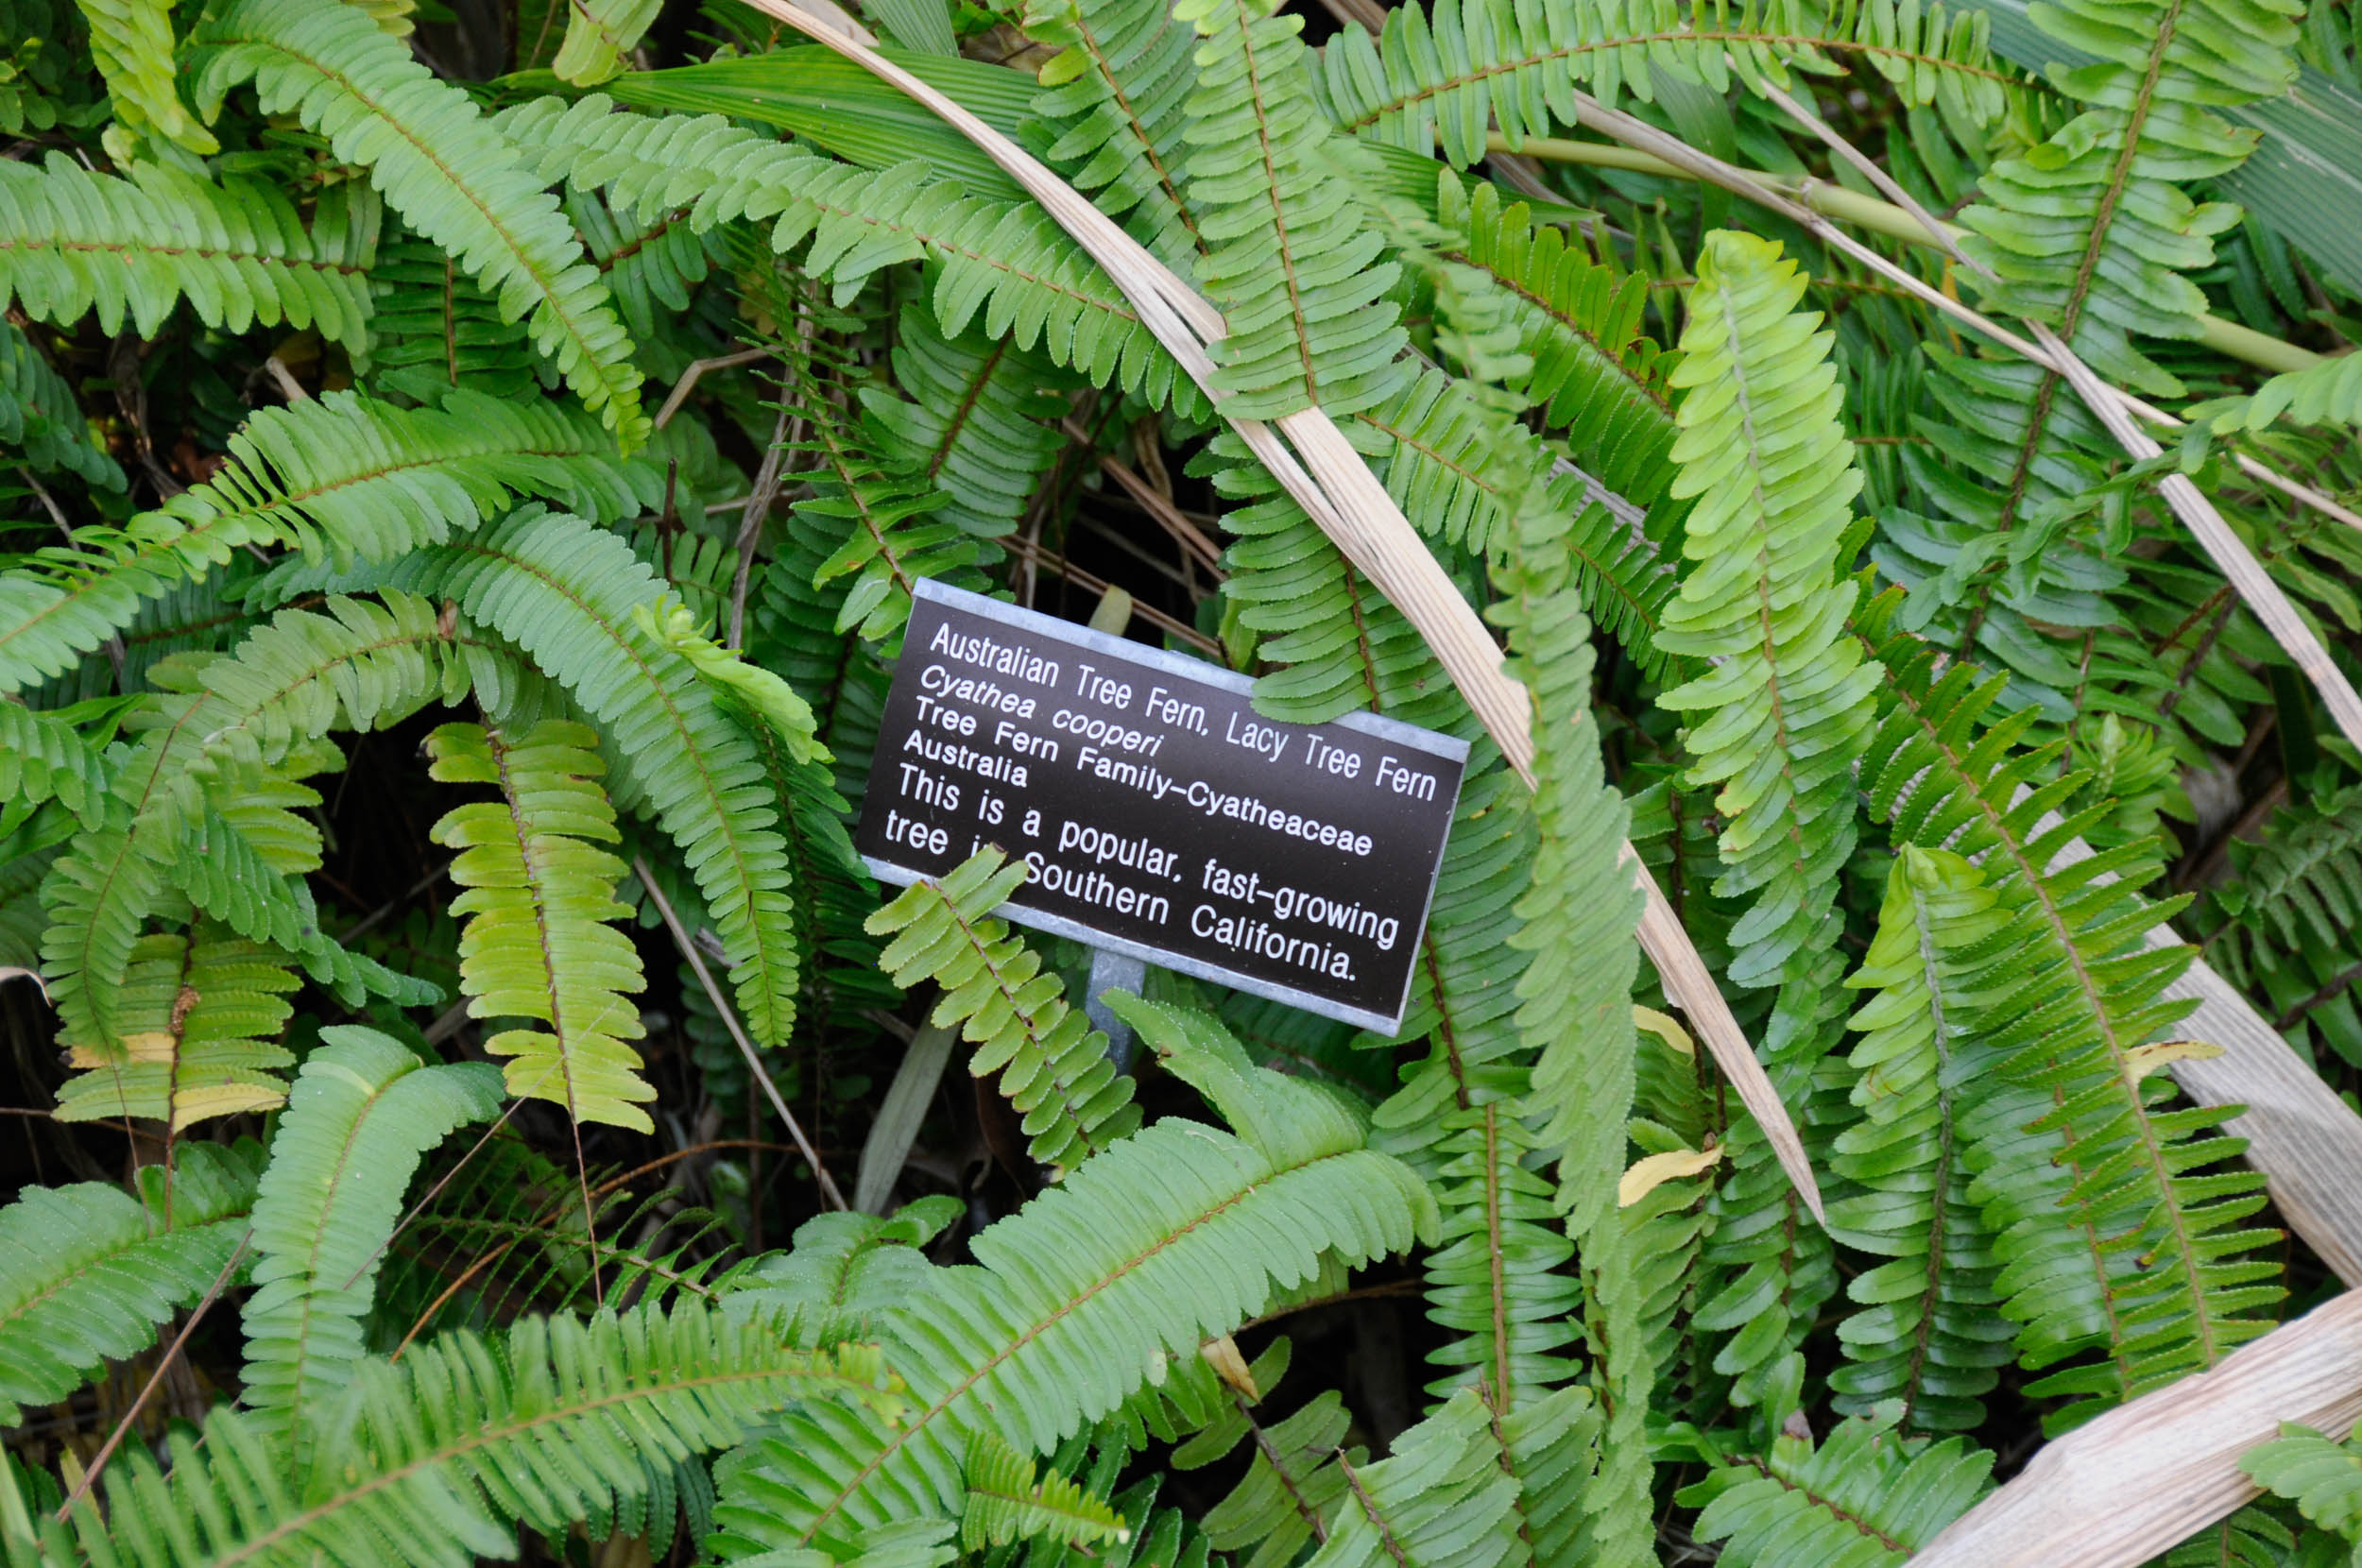 Australian Tree Fern, Lacy Tree Fern
Cyathea cooperi
Tree Fern Family-Cyatheaceae
Australia
This is a popular, fast-growing
tree in Southern California.